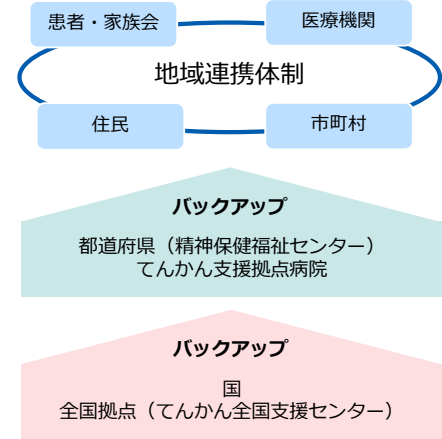 患者・家族会
医療機関
地域連携体制
住民
市町村
バックアップ
都道府県（精神保健福祉センター）
てんかん支援拠点病院
バックアップ
国
全国拠点（てんかん全国支援センター）